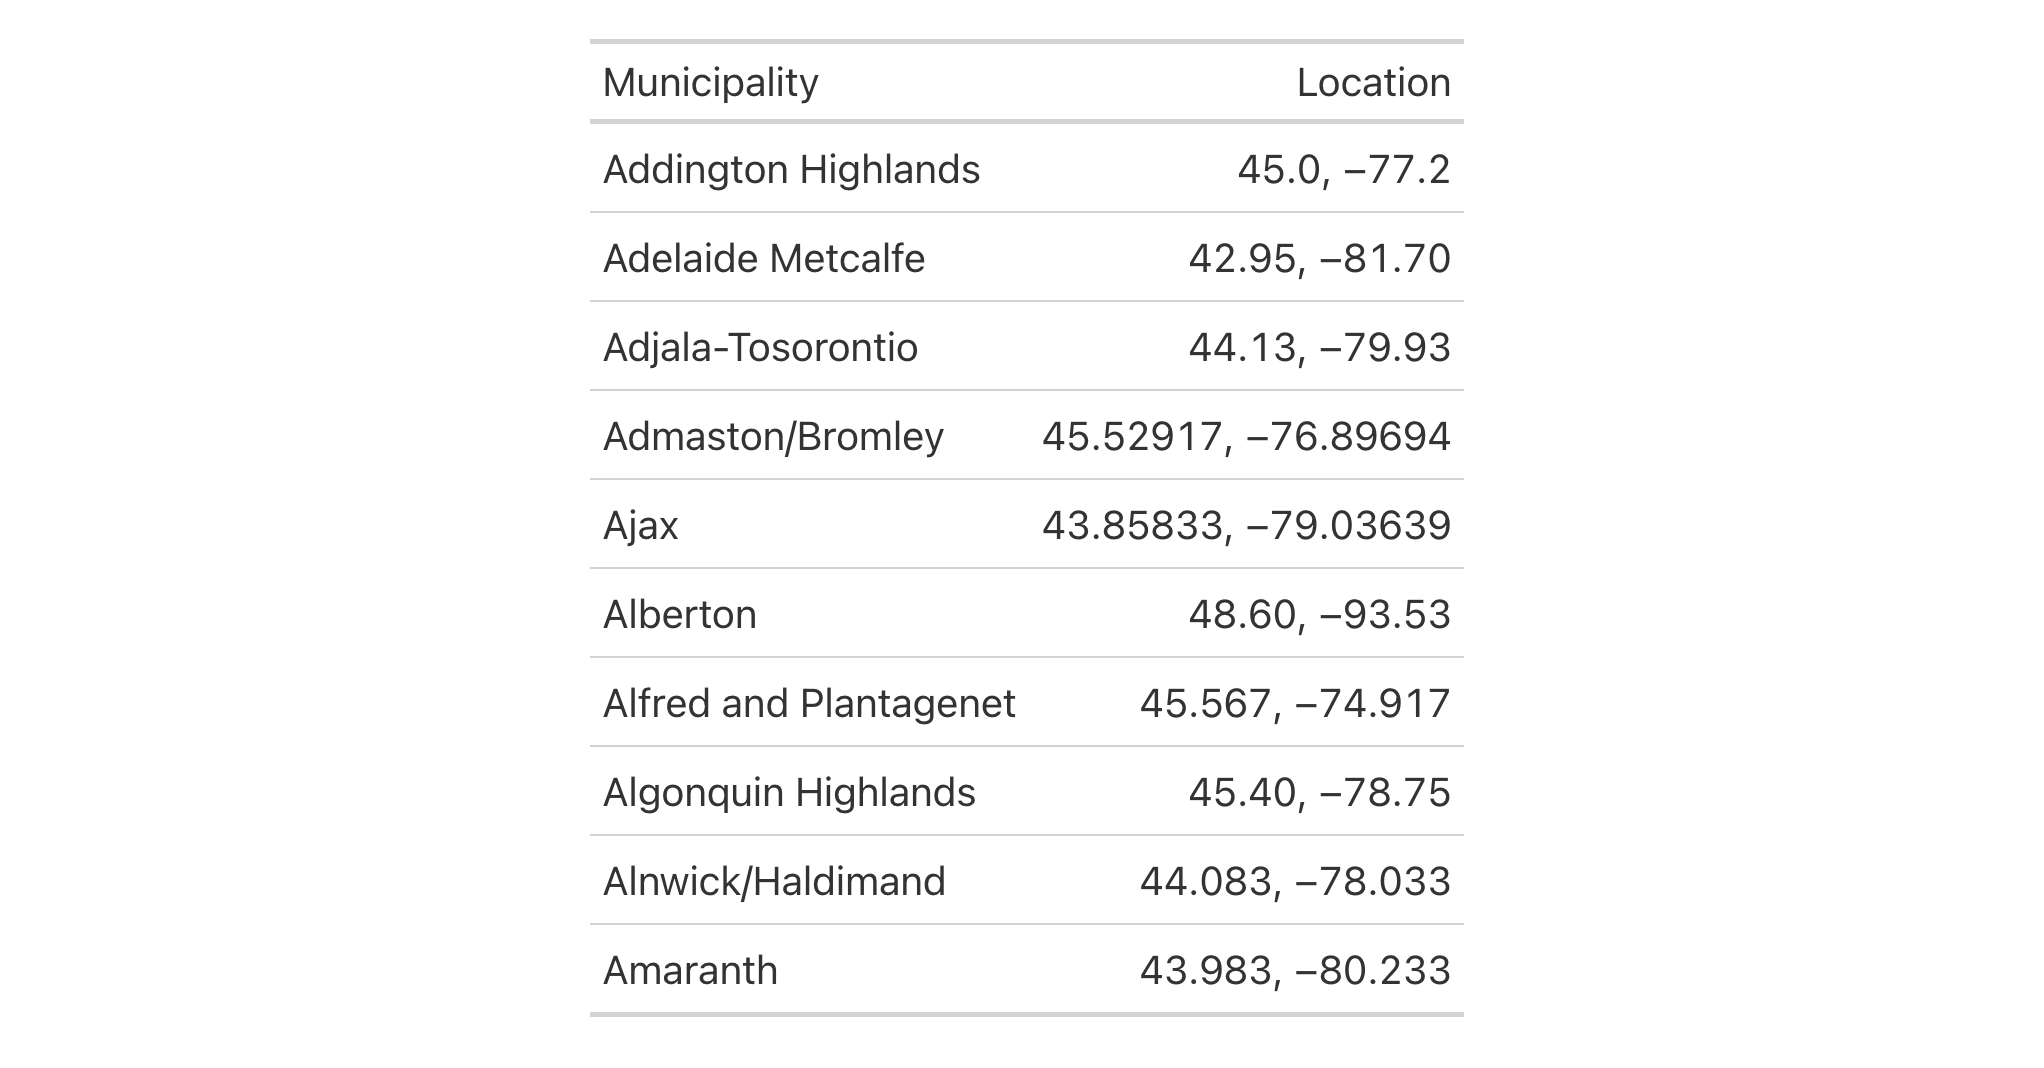 Municipality Location
Addington Highlands 45.0, −77.2
Adelaide Metcalfe 42.95, −81.70
Adjala-Tosorontio 44.13, −79.93
Admaston/Bromley 45.52917, −76.89694
Ajax 43.85833, −79.03639
Alberton 48.60, −93.53
Alfred and Plantagenet 45.567, −74.917
Algonquin Highlands 45.40, −78.75
Alnwick/Haldimand 44.083, −78.033
Amaranth 43.983, −80.233